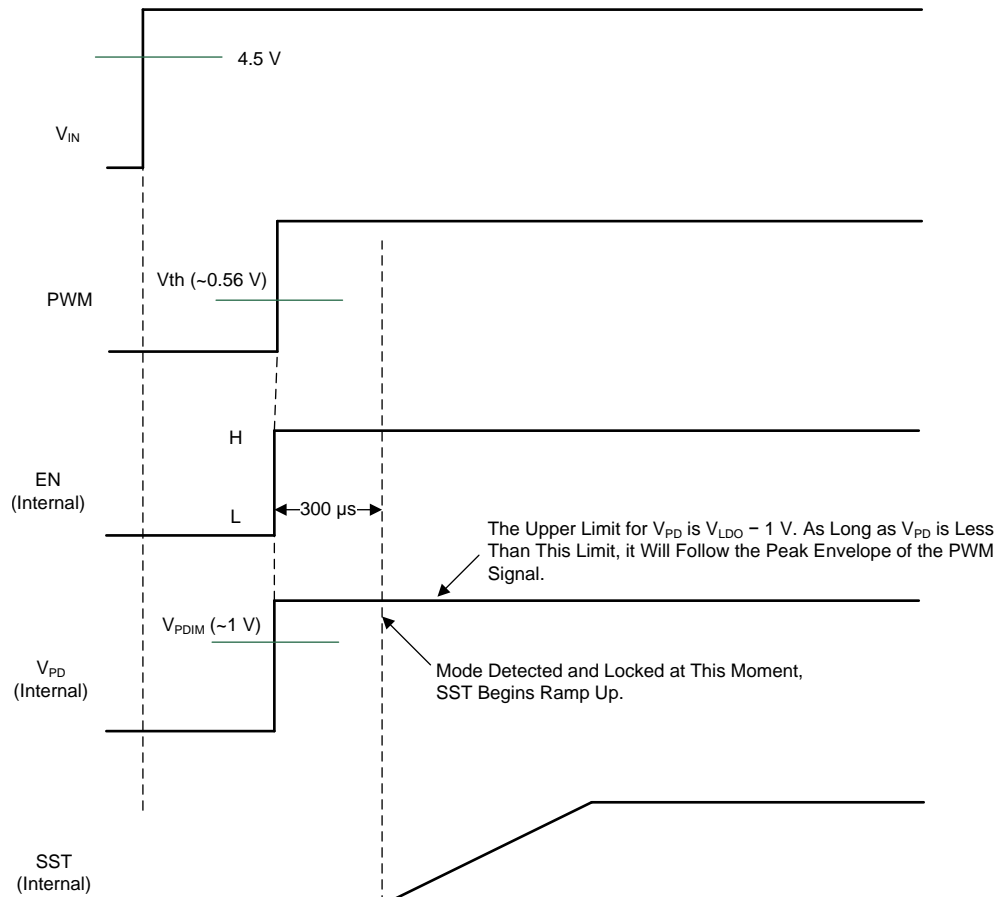 4.5 V
VIN
Vth (~0.56 V)
PWM
H
EN
(Internal)
L
300 µs
The Upper Limit for VPD is VLDO − 1 V. As Long as VPD is Less
Than This Limit, it Will Follow the Peak Envelope of the PWM
Signal.
VPDIM (~1 V)
VPD
(Internal)
Mode Detected and Locked at This Moment,
SST Begins Ramp Up.
SST
(Internal)